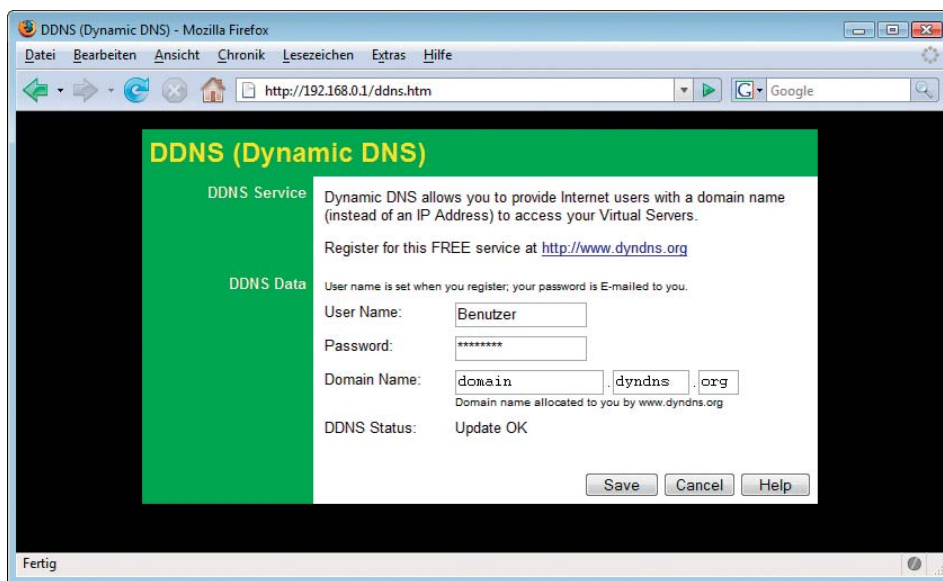 DDNS (Dynamic DNS) - Mozilla Firefox
Datei Bearbeiten Ansicht Chronik Lesezeichen Extras Hilfe
http://192.168.0.1/ddns.htm
G Google
DDNS (Dynamic DNS)
DDNS Service
Dynamic DNS allows you to provide Internet users with a domain name
(instead of an IP Address) to access your Virtual Servers.
Register for this FREE service at http://www.dyndns.org
DDNS Data
User name is set when you register; your password is E-mailed to you.
User Name: Benutzer
Password: ********
Domain Name: domain . dyndns . org
Domain name allocated to you by www.dyndns.org
DDNS Status: Update OK
Save Cancel Help
Fertig